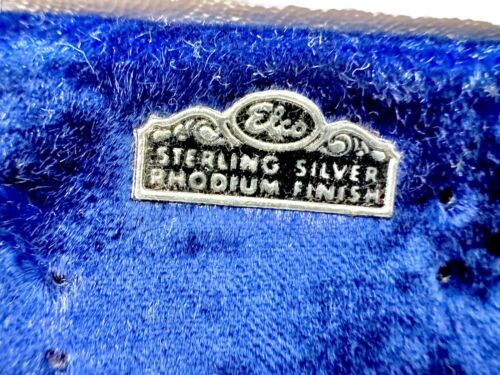 Elco
STERLING SILVER
RHODIUM FINISH